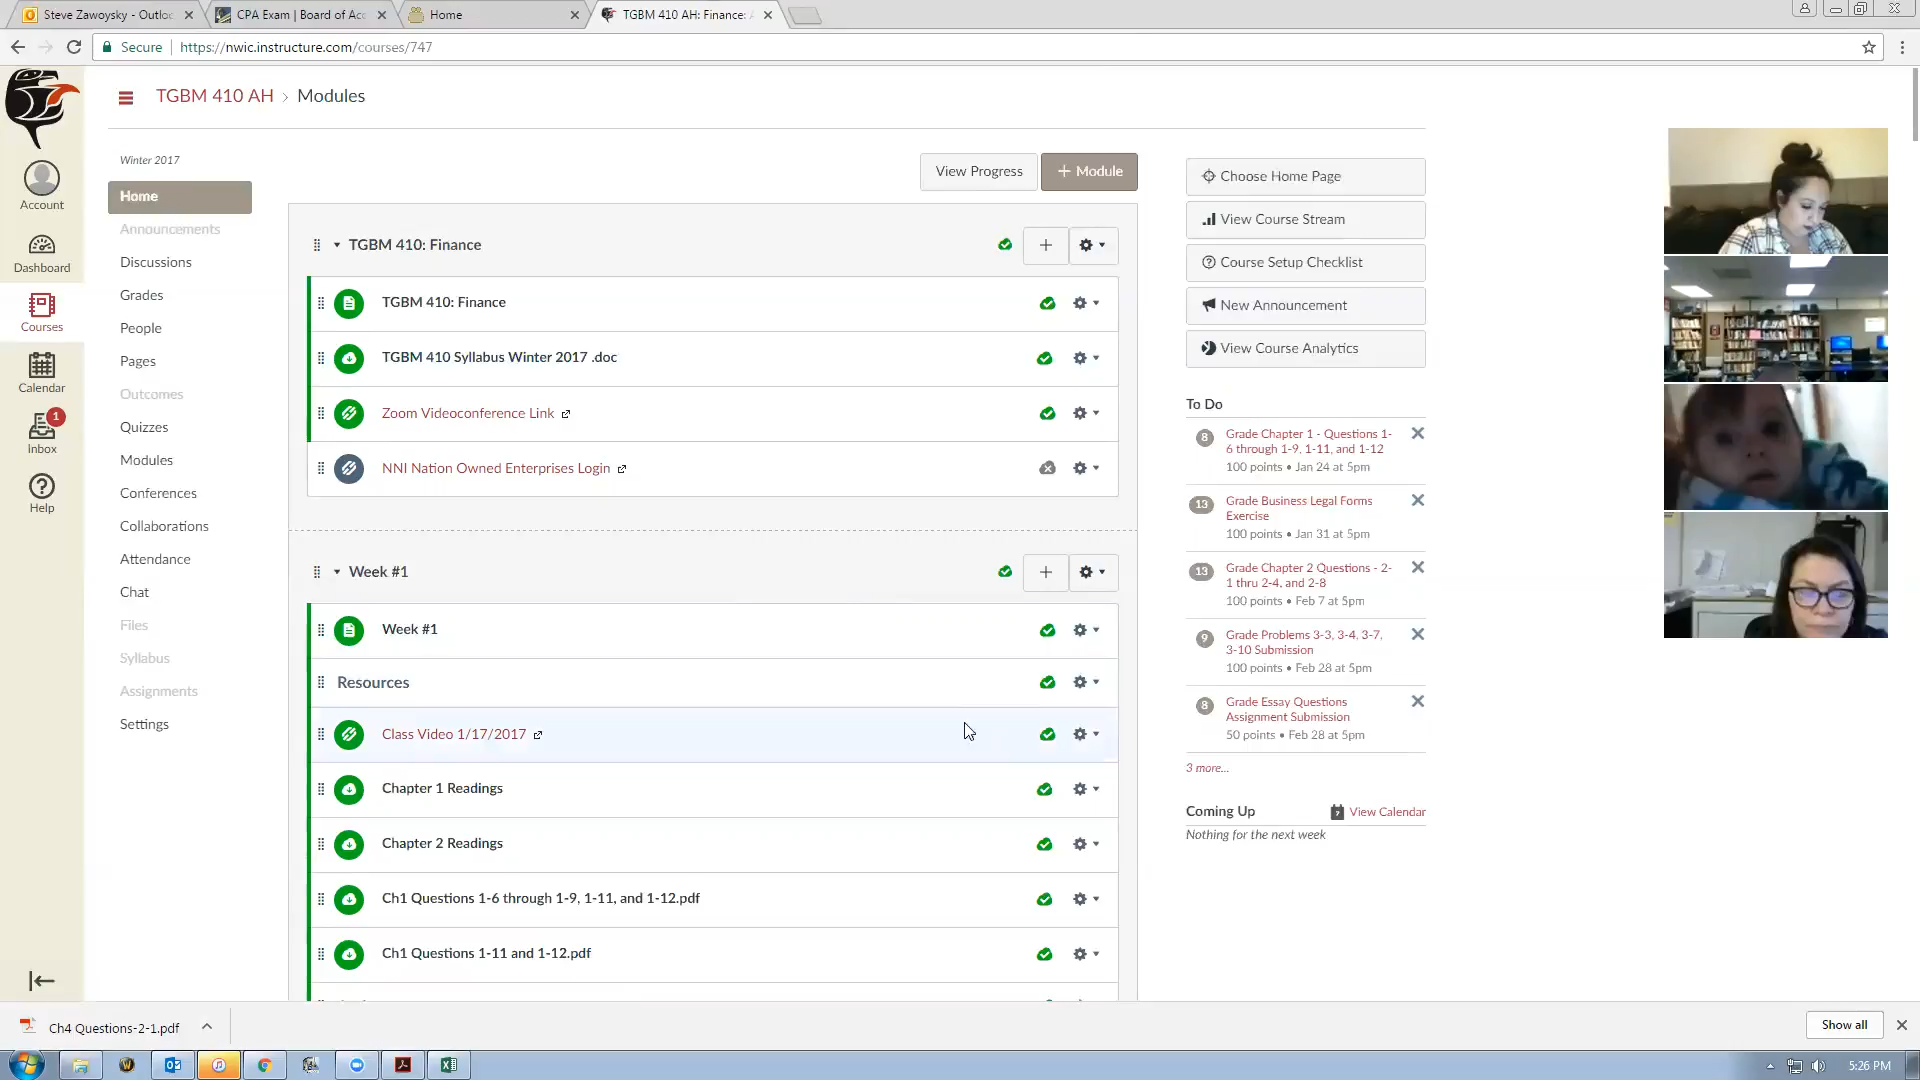 Steve Zawoysky - Outloc
CPA Exam | Board of Acc
Home
TGBM 410 AH: Finance: A
Secure
https://nwic.instructure.com/courses/747
TGBM 410 AH > Modules
Account
Dashboard
Courses
Calendar
1
Inbox
Help
Winter 2017
Home
Announcements
Discussions
Grades
People
Pages
Outcomes
Quizzes
Modules
Conferences
Collaborations
Attendance
Chat
Files
Syllabus
Assignments
Settings
View Progress
+ Module
TGBM 410: Finance
TGBM 410: Finance
TGBM 410 Syllabus Winter 2017 .doc
Zoom Videoconference Link
NNI Nation Owned Enterprises Login
Week #1
Week #1
Resources
Class Video 1/17/2017
Chapter 1 Readings
Chapter 2 Readings
Ch1 Questions 1-6 through 1-9, 1-11, and 1-12.pdf
Ch1 Questions 1-11 and 1-12.pdf
Choose Home Page
View Course Stream
Course Setup Checklist
New Announcement
View Course Analytics
To Do
8
Grade Chapter 1 - Questions 1-
6 through 1-9, 1-11, and 1-12
100 points • Jan 24 at 5pm
13
Grade Business Legal Forms
Exercise
100 points • Jan 31 at 5pm
13
Grade Chapter 2 Questions - 2-
1 thru 2-4, and 2-8
100 points • Feb 7 at 5pm
9
Grade Problems 3-3, 3-4, 3-7,
3-10 Submission
100 points • Feb 28 at 5pm
8
Grade Essay Questions
Assignment Submission
50 points • Feb 28 at 5pm
3 more...
Coming Up
View Calendar
Nothing for the next week
Ch4 Questions-2-1.pdf
Show all
5:26 PM